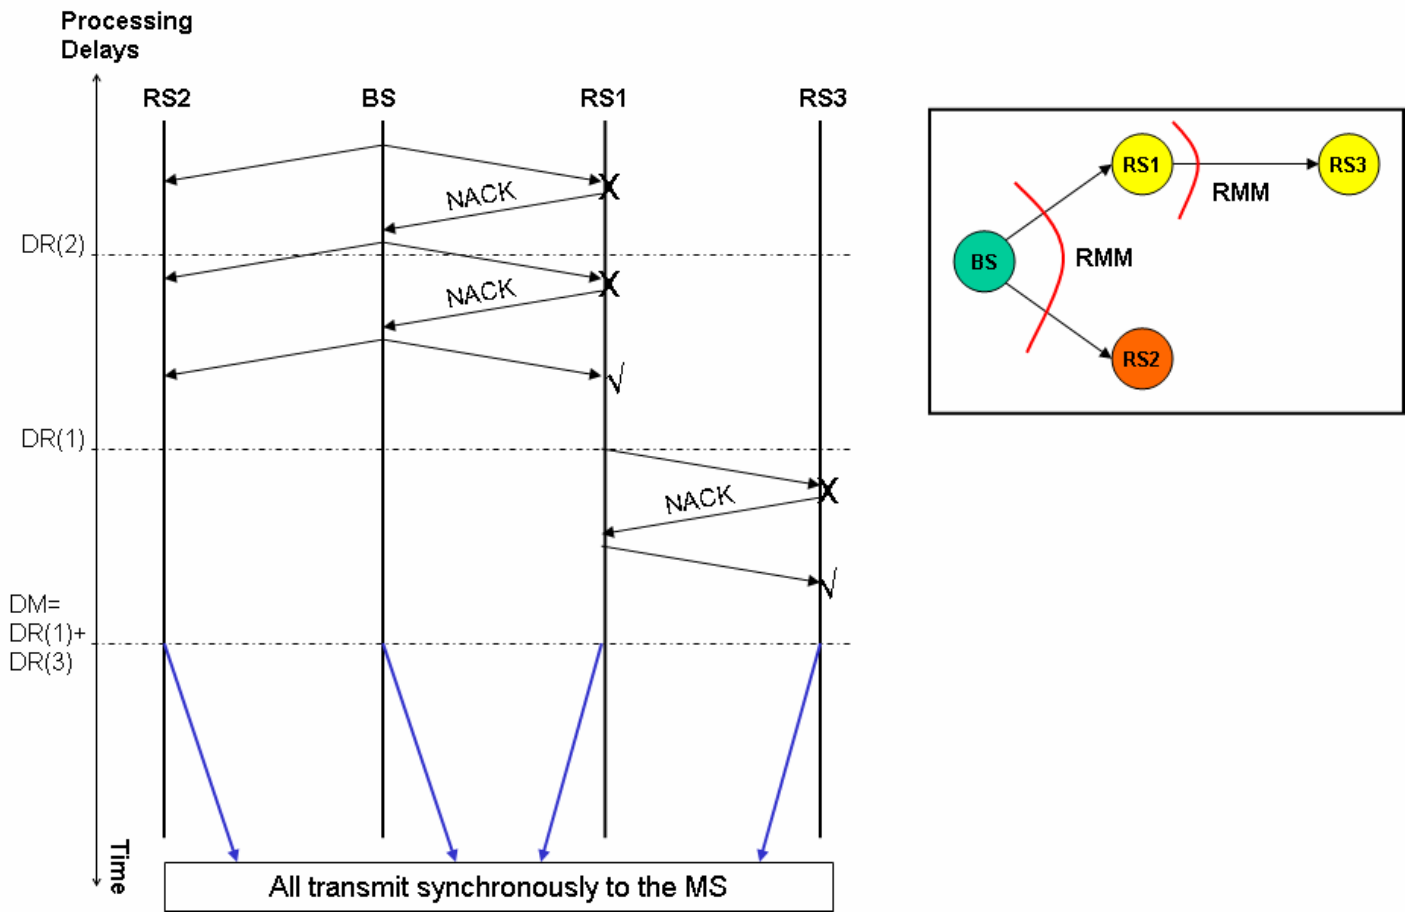 Processing
Delays
RS2
BS
RS1
RS3
X
NACK
DR(2)
X
NACK
√
DR(1)
X
NACK
√
DM=
DR(1)+
DR(3)
Time
All transmit synchronously to the MS
RS1
RS3
RMM
BS
RMM
RS2